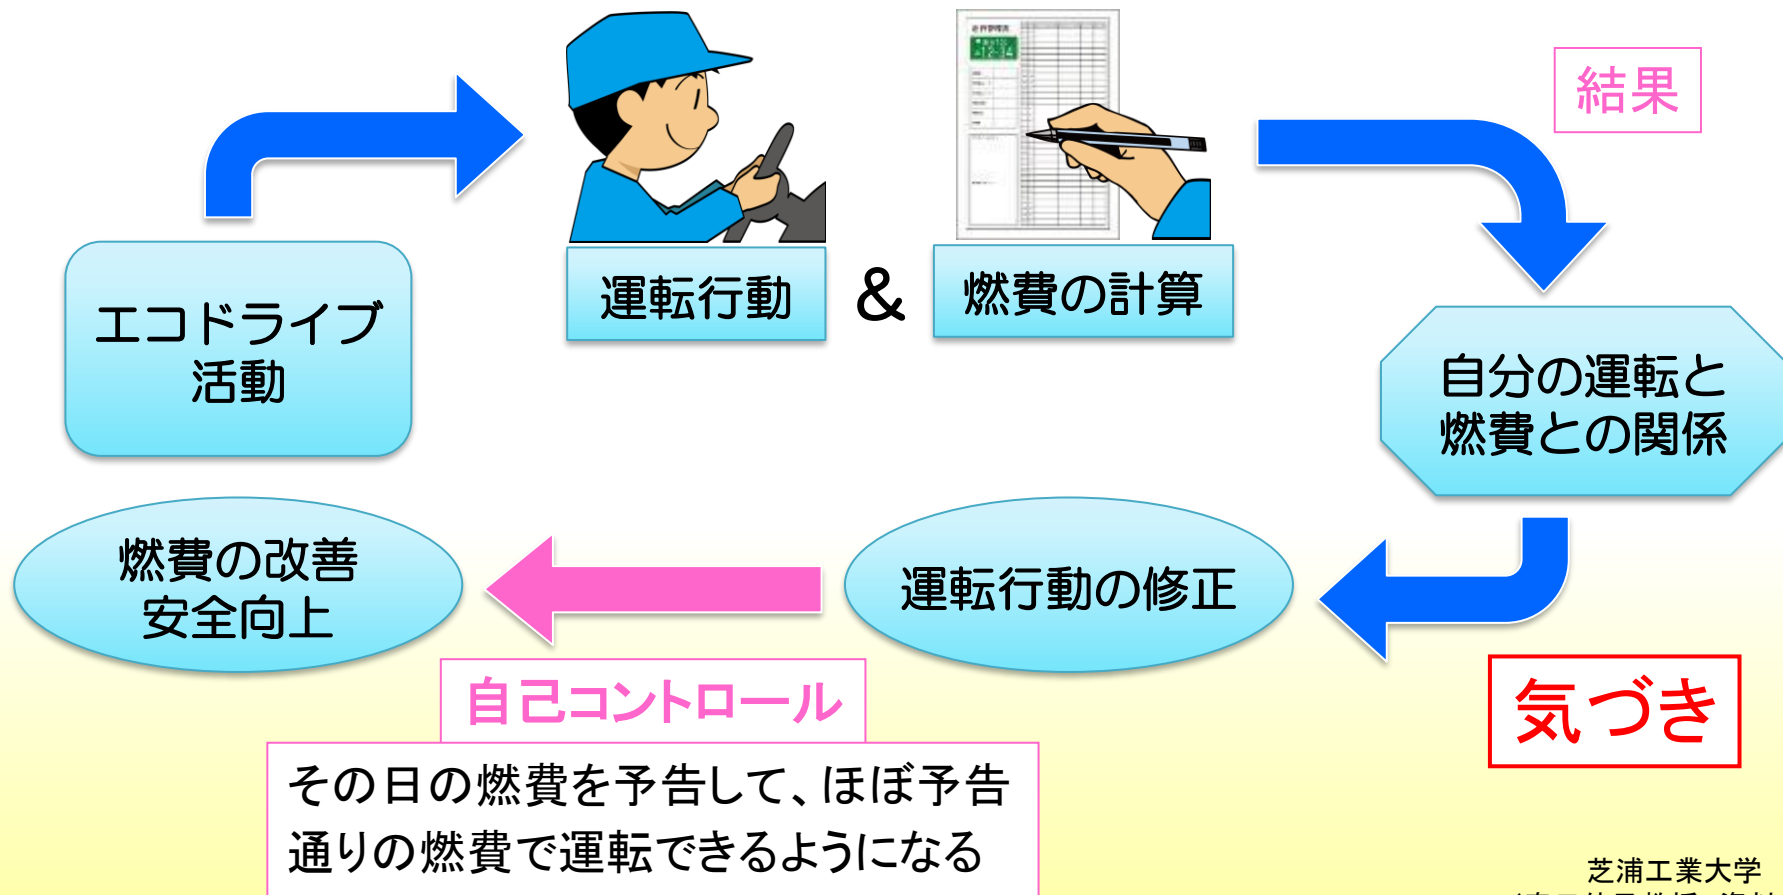 結果
12-34
エコドライブ
活動
運転行動
&
燃費の計算
自分の運転と
燃費との関係
燃費の改善
安全向上
運転行動の修正
自己コントロール
気づき
その日の燃費を予告して、ほぼ予告
通りの燃費で運転できるようになる
芝浦工業大学